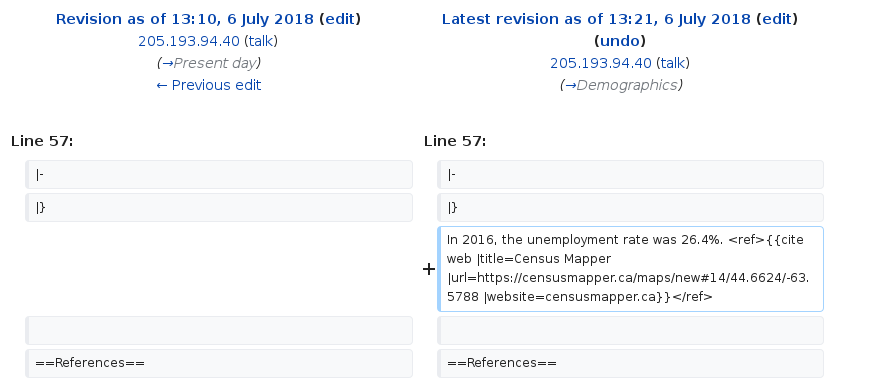 Revision as of 13:10, 6 July 2018 (edit)
205.193.94.40 (talk)
(→Present day)
← Previous edit
Latest revision as of 13:21, 6 July 2018 (edit)
(undo)
205.193.94.40 (talk)
(→Demographics)
Line 57:
Line 57:
|-
|-
|}
|}
+
In 2016, the unemployment rate was 26.4%. <ref>{{cite
web |title=Census Mapper
|url=https://censusmapper.ca/maps/new#14/44.6624/-63.
5788 |website=censusmapper.ca}}</ref>
==References==
==References==